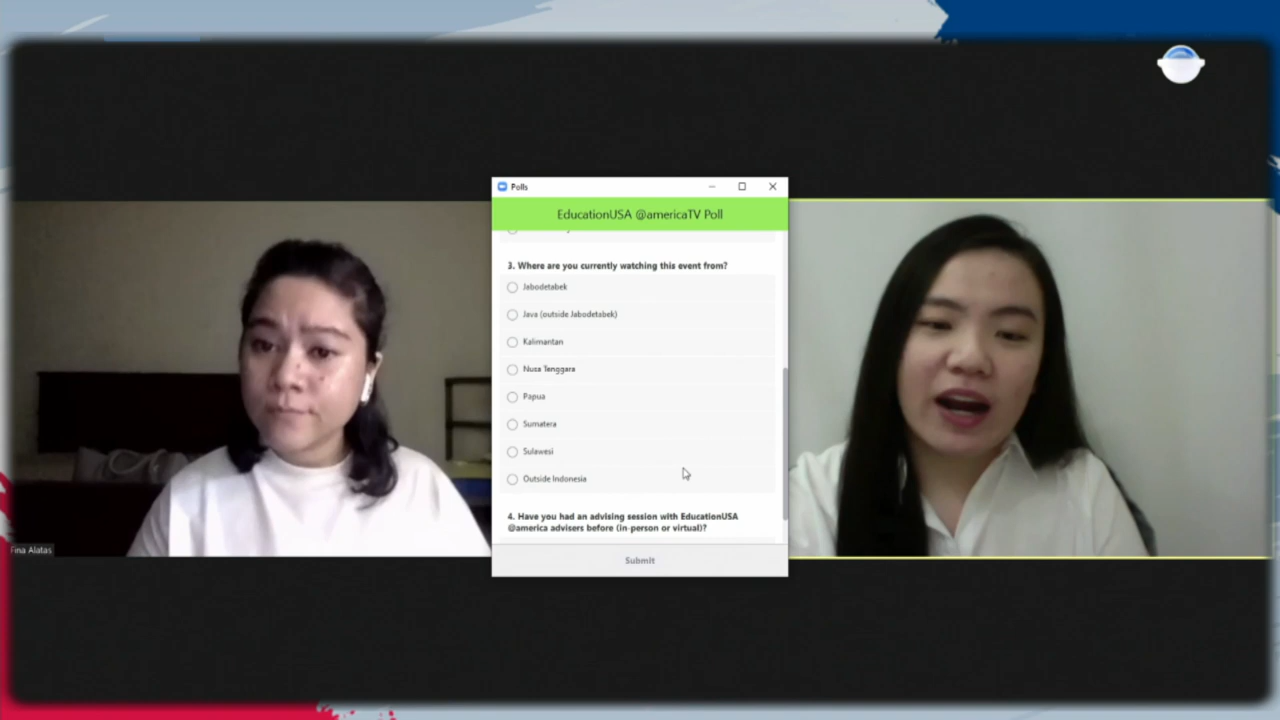 Polls
EducationUSA @americaTV Poll
3. Where are you currently watching this event from?
Jabodetabek
Java (outside Jabodetabek)
Kalimantan
Nusa Tenggara
Papua
Sumatera
Sulawesi
Outside Indonesia
4. Have you had an advising session with EducationUSA
@america advisers before (in-person or virtual)?
Submit
Fina Alatas